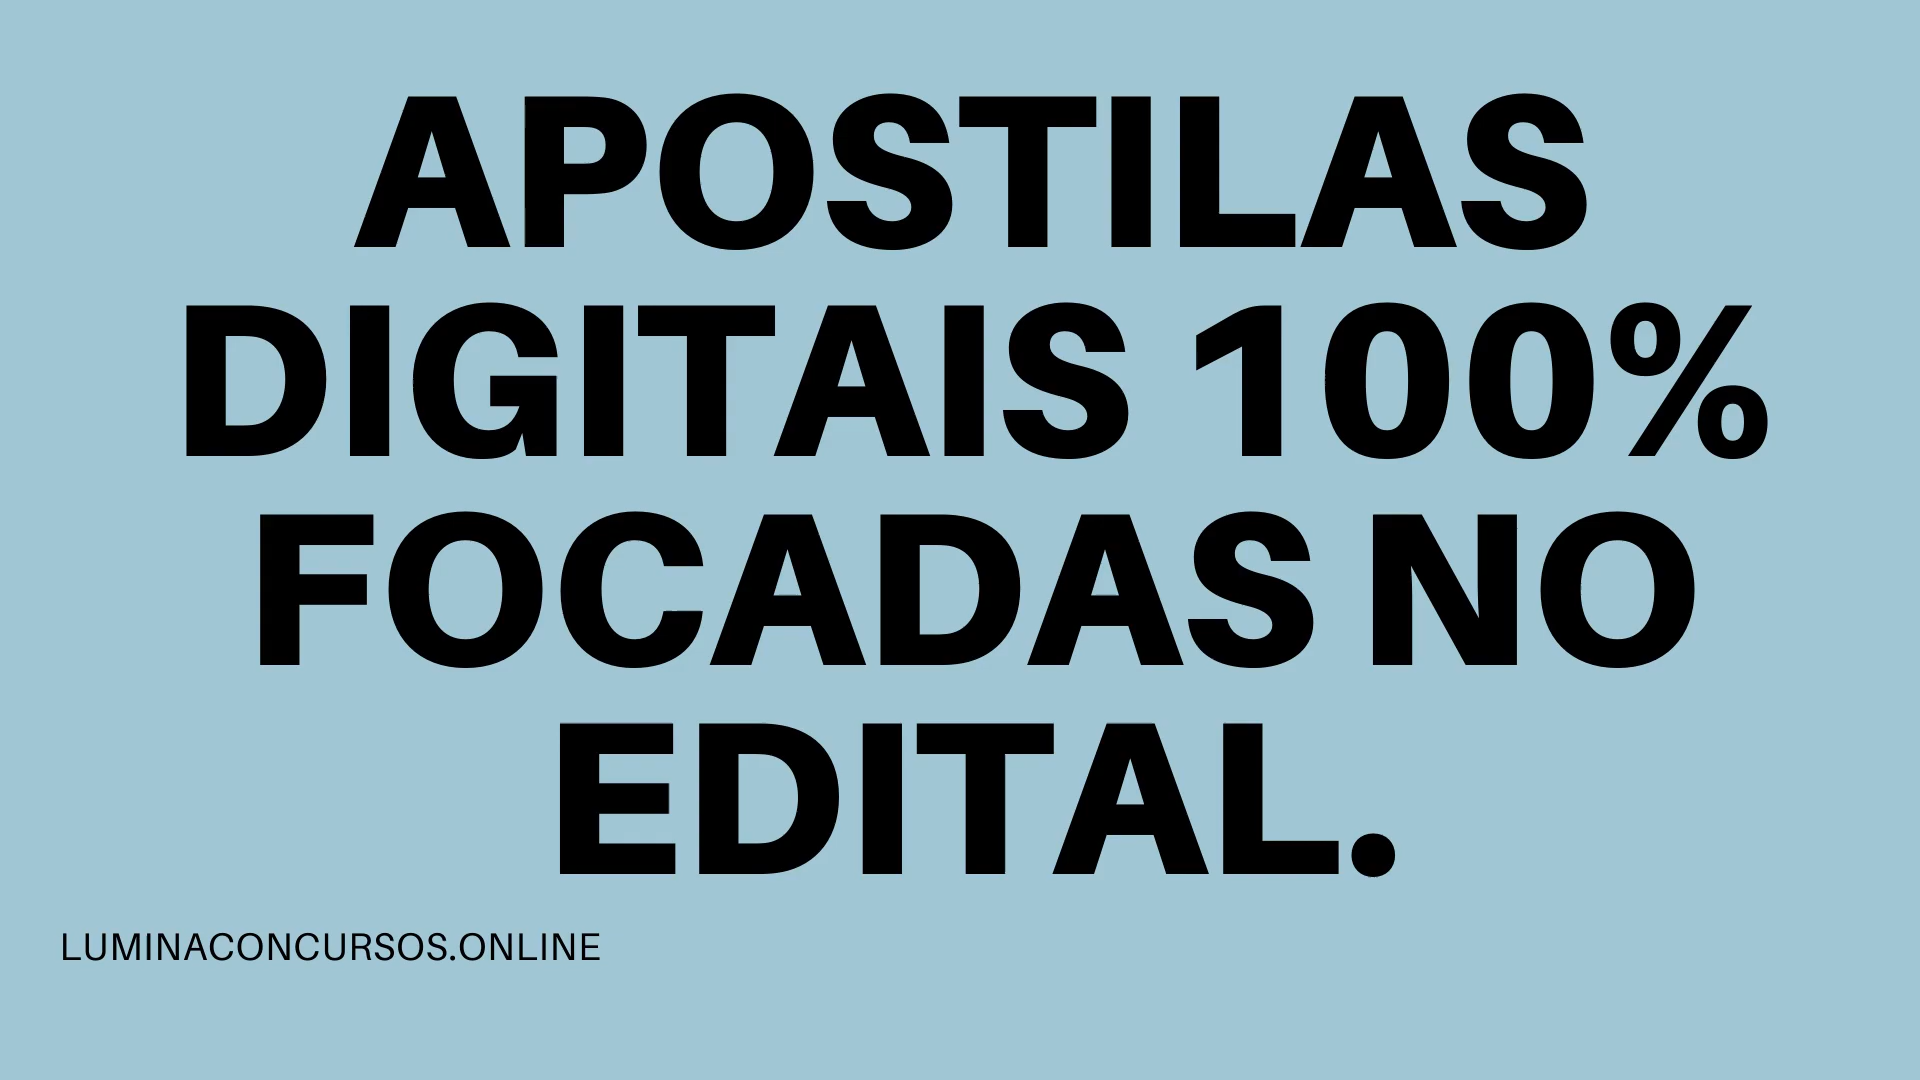 APOSTILAS
DIGITAIS 100%
FOCADAS NO
EDITAL.
LUMINACONCURSOS.ONLINE